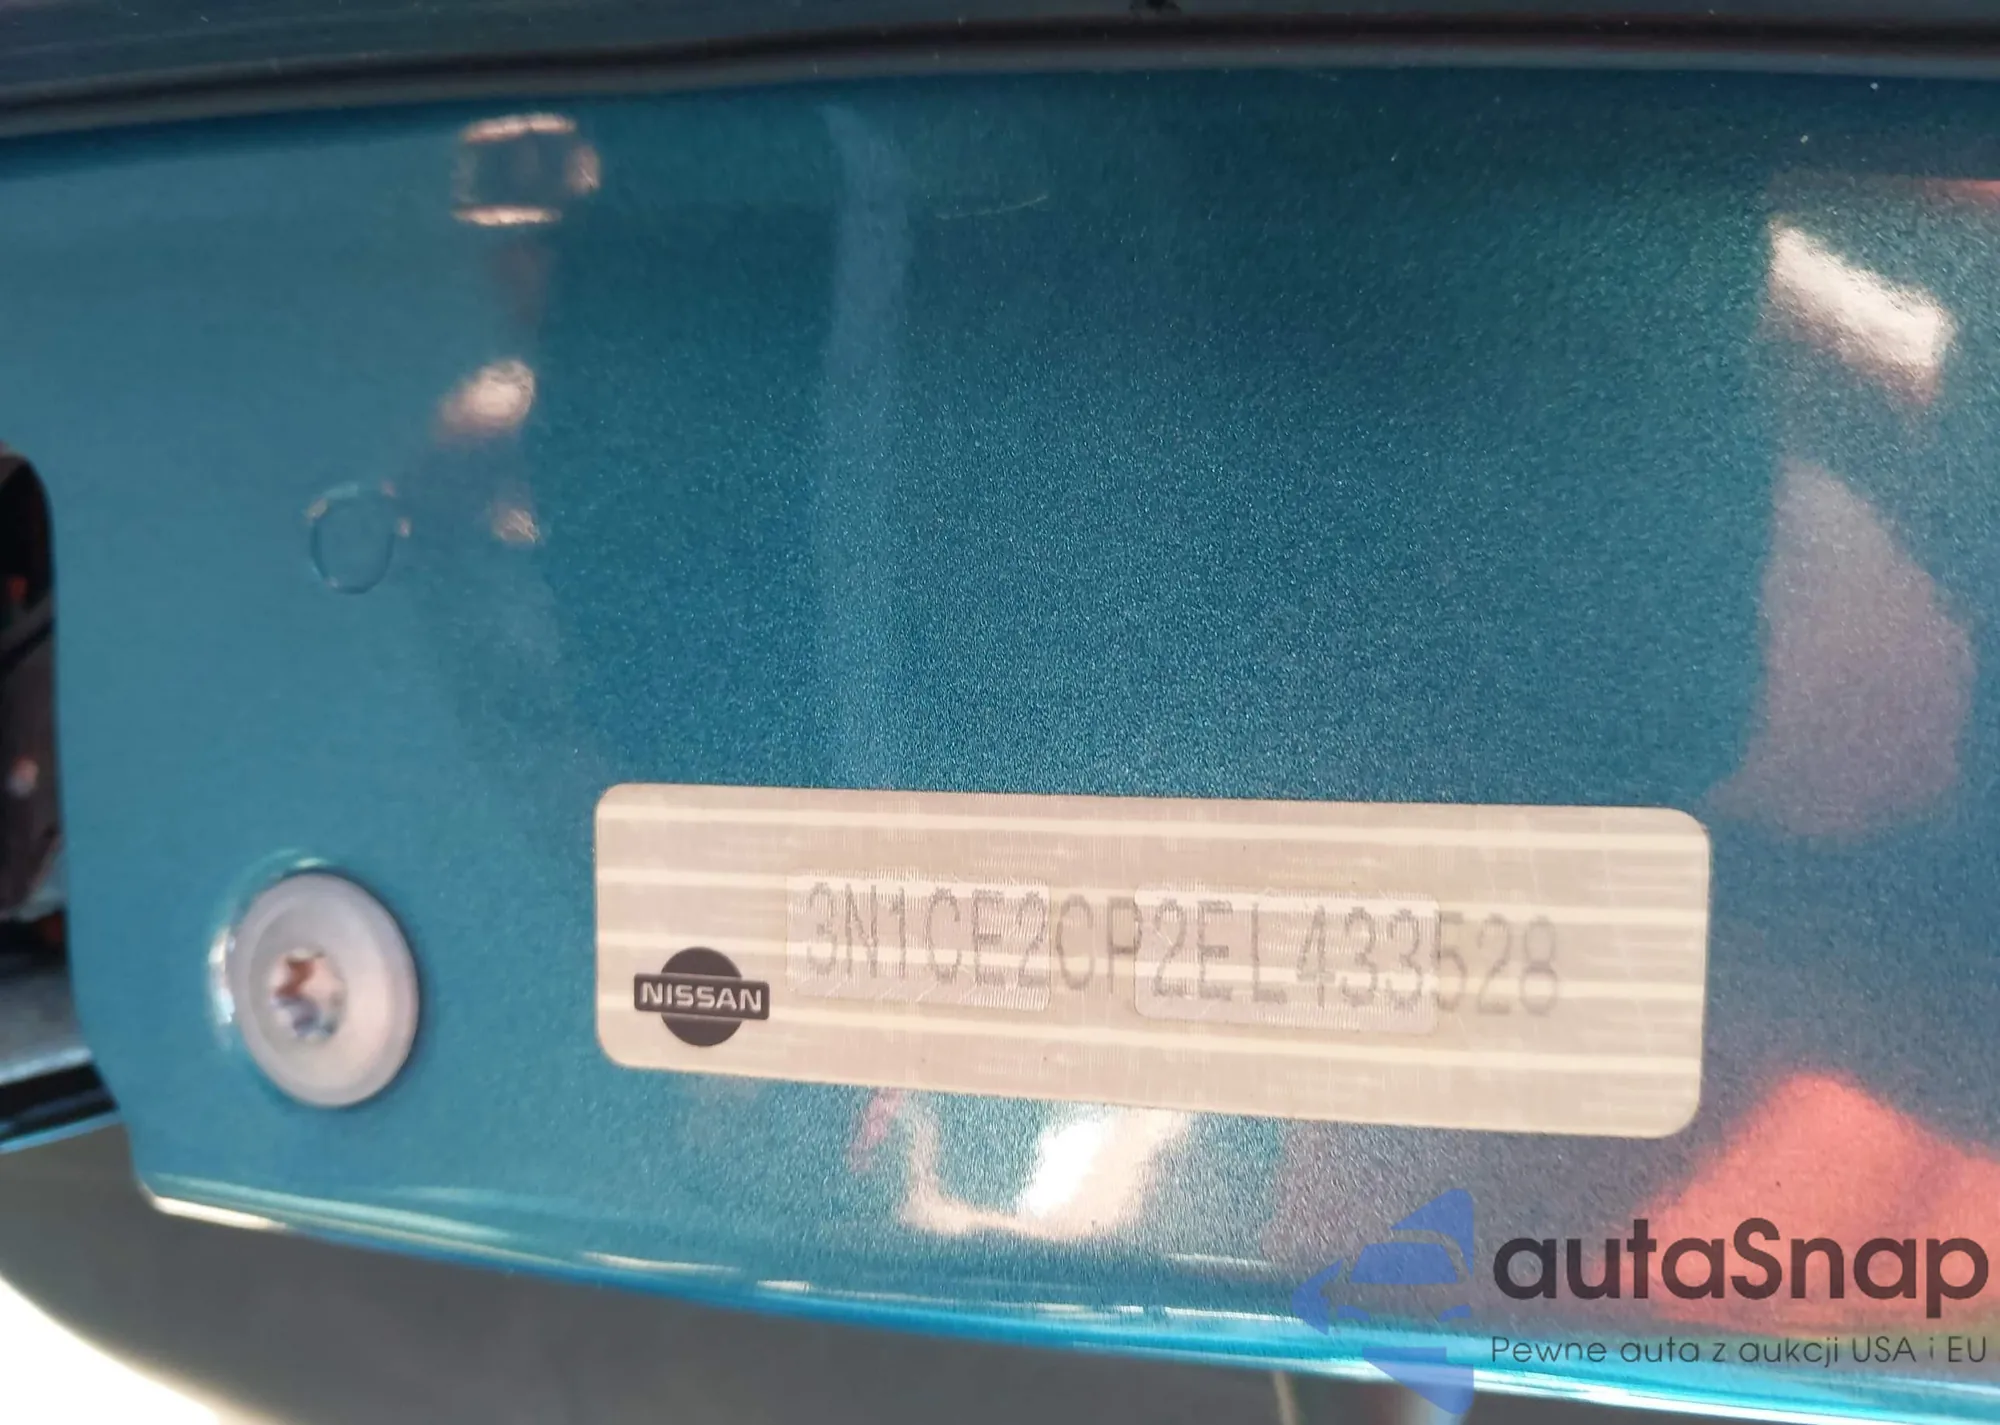 3N1CE2CP2EL433528
NISSAN
autaSnap
Pewne auta z aukcji USA i EU